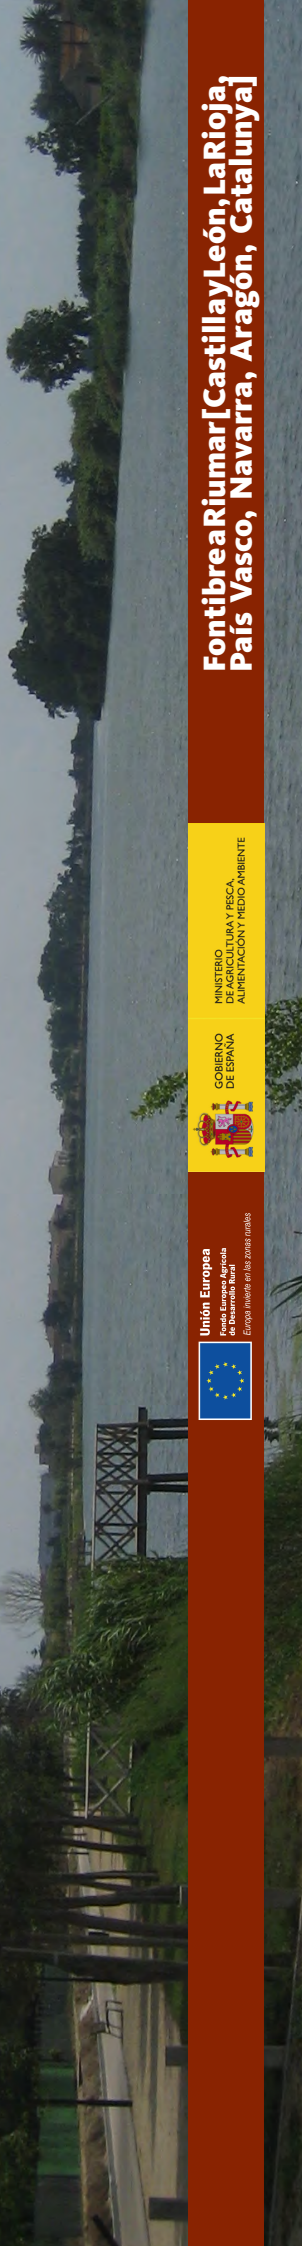 FontibreaRiumar[CastillayLeón,LaRioja,
País Vasco, Navarra, Aragón, Catalunya]
MINISTERIO
DE AGRICULTURA Y PESCA,
ALIMENTACIÓN Y MEDIO AMBIENTE
GOBIERNO
DE ESPAÑA
Unión Europea
Fondo Europeo Agrícola
de Desarrollo Rural
Europa invierte en las zonas rurales